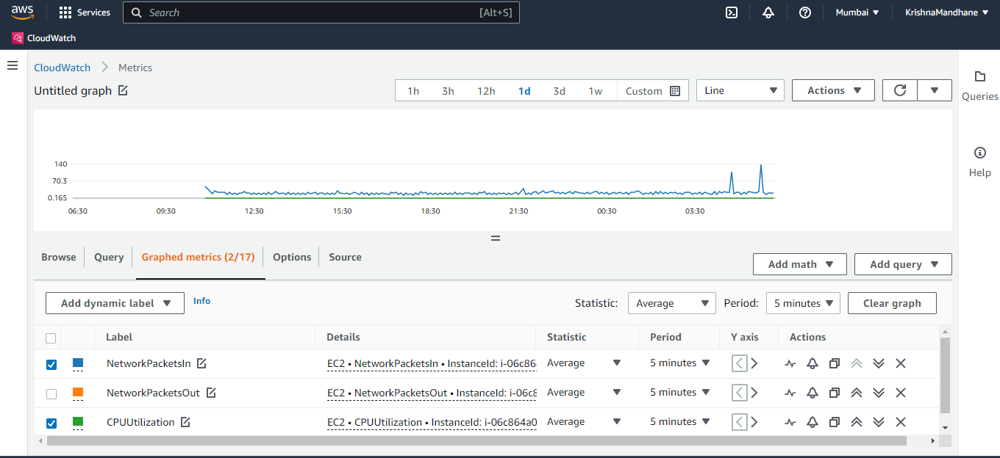 aws Services Search [Alt+S] Mumbai KrishnaMandhane
CloudWatch
CloudWatch Metrics
Untitled graph 1h 3h 12h 1d 3d 1w Custom Line Actions
Queries
Help
140
70.3
0.165
06:30 09:30 12:30 15:30 18:30 21:30 00:30 03:30
Browse Query Graphed metrics (2/17) Options Source
Add math Add query
Add dynamic label Info Statistic: Average Period: 5 minutes Clear graph
Label Details Statistic Period Y axis Actions
NetworkPacketsIn EC2 • NetworkPacketsIn • InstanceId: i-06c86 Average 5 minutes
NetworkPacketsOut EC2 • NetworkPacketsOut • InstanceId: i-06c8 Average 5 minutes
CPUUtilization EC2 • CPUUtilization • InstanceId: i-06c864a0 Average 5 minutes